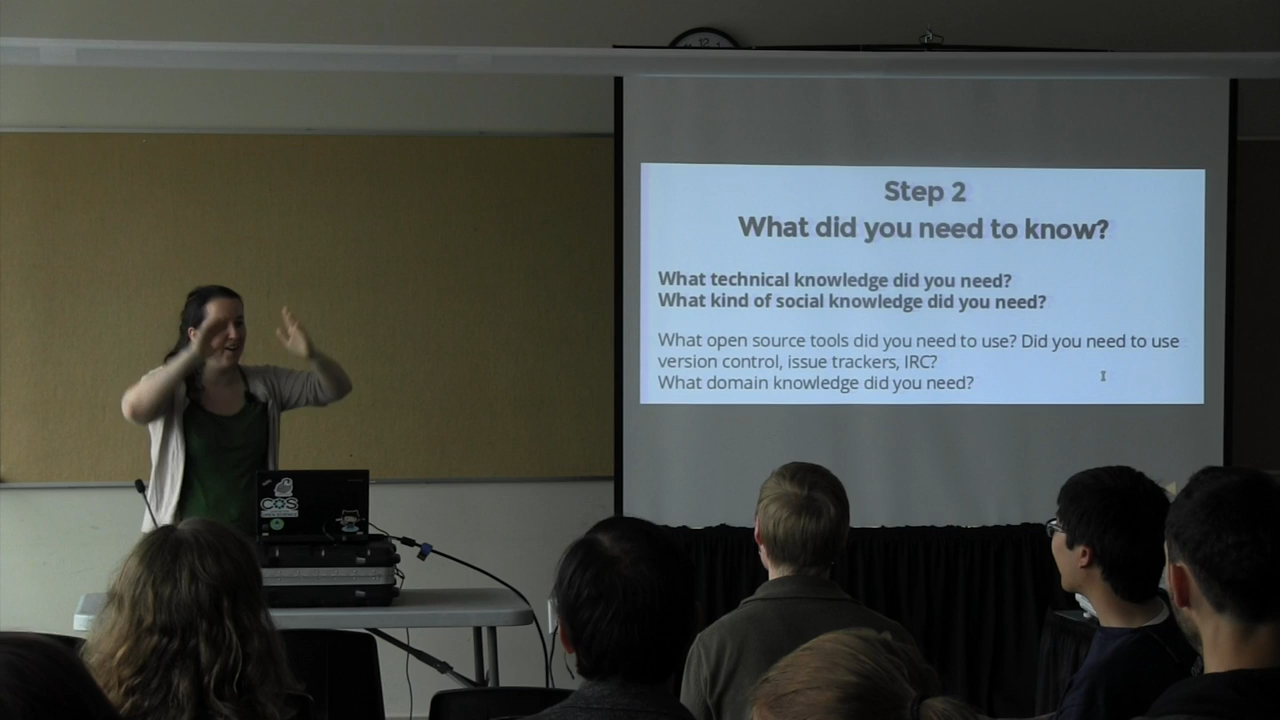 12
Step 2
What did you need to know?
What technical knowledge did you need?
What kind of social knowledge did you need?
What open source tools did you need to use? Did you need to use
version control, issue trackers, IRC?
What domain knowledge did you need?
COS